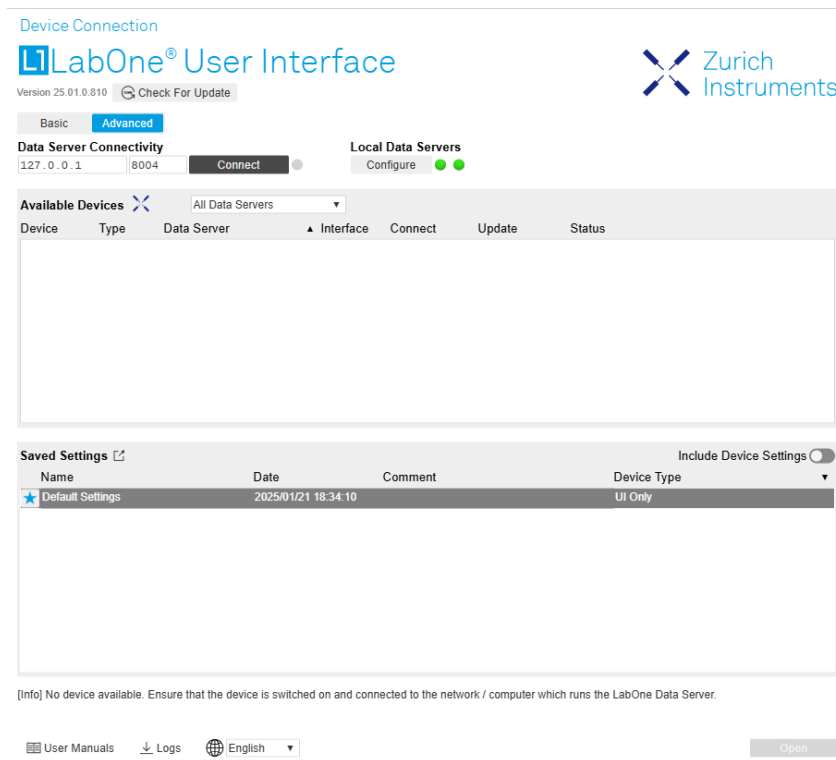 Device Connection
L1 LabOne® User Interface
Zurich
Instruments
Version 25.01.0.810 Check For Update
Basic Advanced
Data Server Connectivity Local Data Servers
127.0.0.1 8004 Connect Configure
Available Devices All Data Servers ▼
Device Type Data Server ▲ Interface Connect Update Status
Saved Settings Include Device Settings
Name Date Comment Device Type ▼
Default Settings 2025/01/21 18:34:10 UI Only
[Info] No device available. Ensure that the device is switched on and connected to the network / computer which runs the LabOne Data Server.
User Manuals Logs English ▼ Open